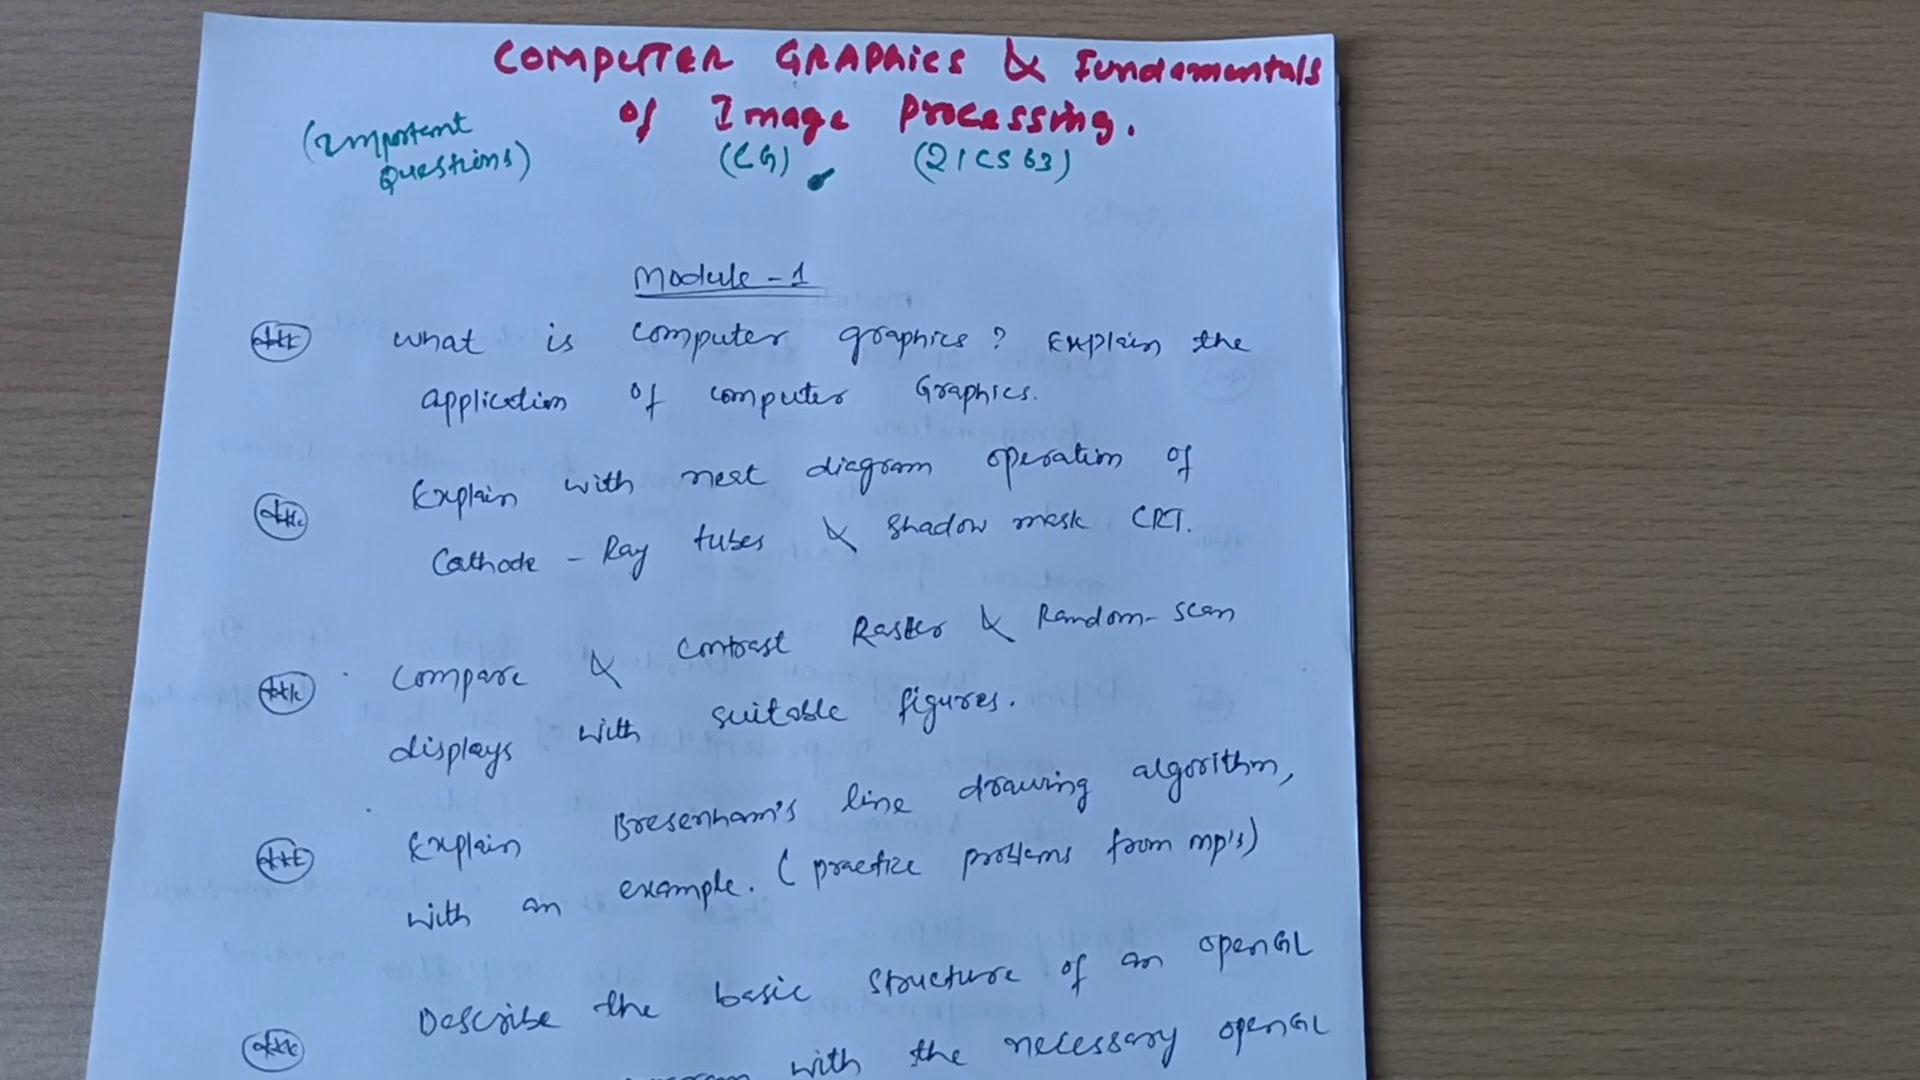 COMPUTER GRAPHICS & Fundamentals
of Image Processing.
(Important
Questions)
(CG)
(21CS63)
Module - 1
What is computer graphics? Explain the
application of computer Graphics.
Explain with neat diagram operation of
Cathode - Ray tubes & shadow mask CRT.
Compare & contrast Raster & Random- scan
displays with suitable figures.
Explain Bresenham's line drawing algorithm,
with an example. (practice problems from mp's)
Describe the basic structure of an openGL
with the necessary openGL